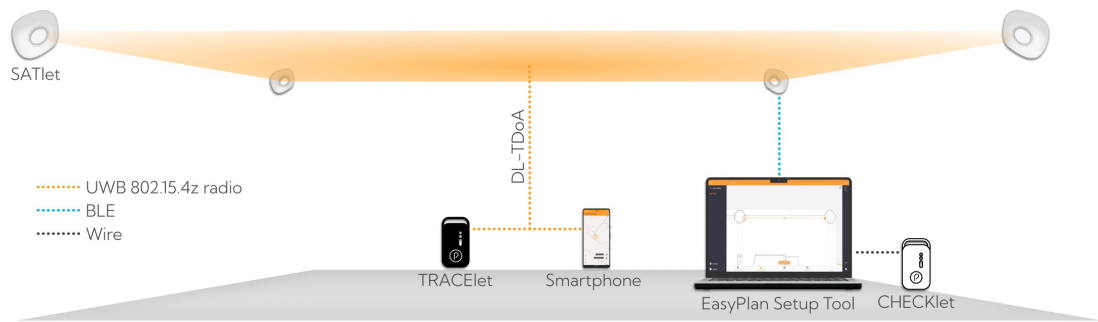 SATlet
DL-TDoA
UWB 802.15.4z radio
BLE
Wire
TRACElet
Smartphone
EasyPlan Setup Tool
CHECKlet